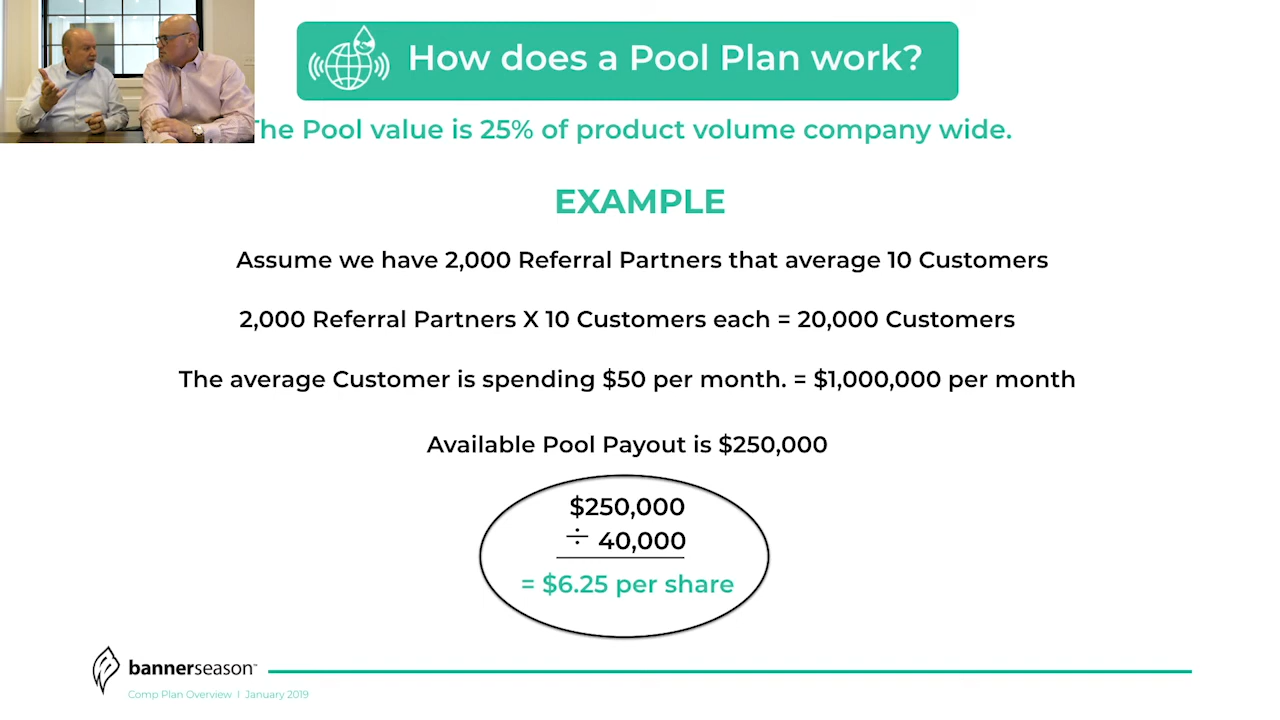 How does a Pool Plan work?
The Pool value is 25% of product volume company wide.
EXAMPLE
Assume we have 2,000 Referral Partners that average 10 Customers
2,000 Referral Partners X 10 Customers each = 20,000 Customers
The average Customer is spending $50 per month. = $1,000,000 per month
Available Pool Payout is $250,000
$250,000
÷ 40,000
= $6.25 per share
bannerseason™
Comp Plan Overview I January 2019